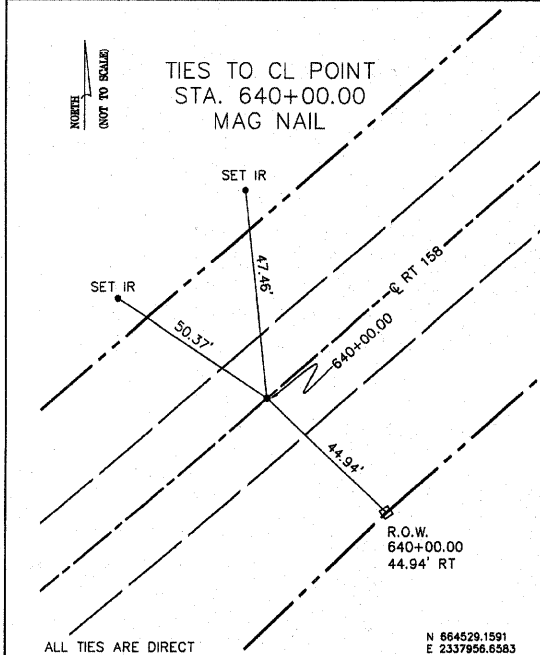 NORTH
(NOT TO SCALE)
TIES TO CL POINT
STA. 640+00.00
MAG NAIL
SET IR
SET IR
47.46'
50.37'
℄ RT 158
640+00.00
44.94'
R.O.W.
640+00.00
44.94' RT
ALL TIES ARE DIRECT
N 664529.1591
E 2337956.6583